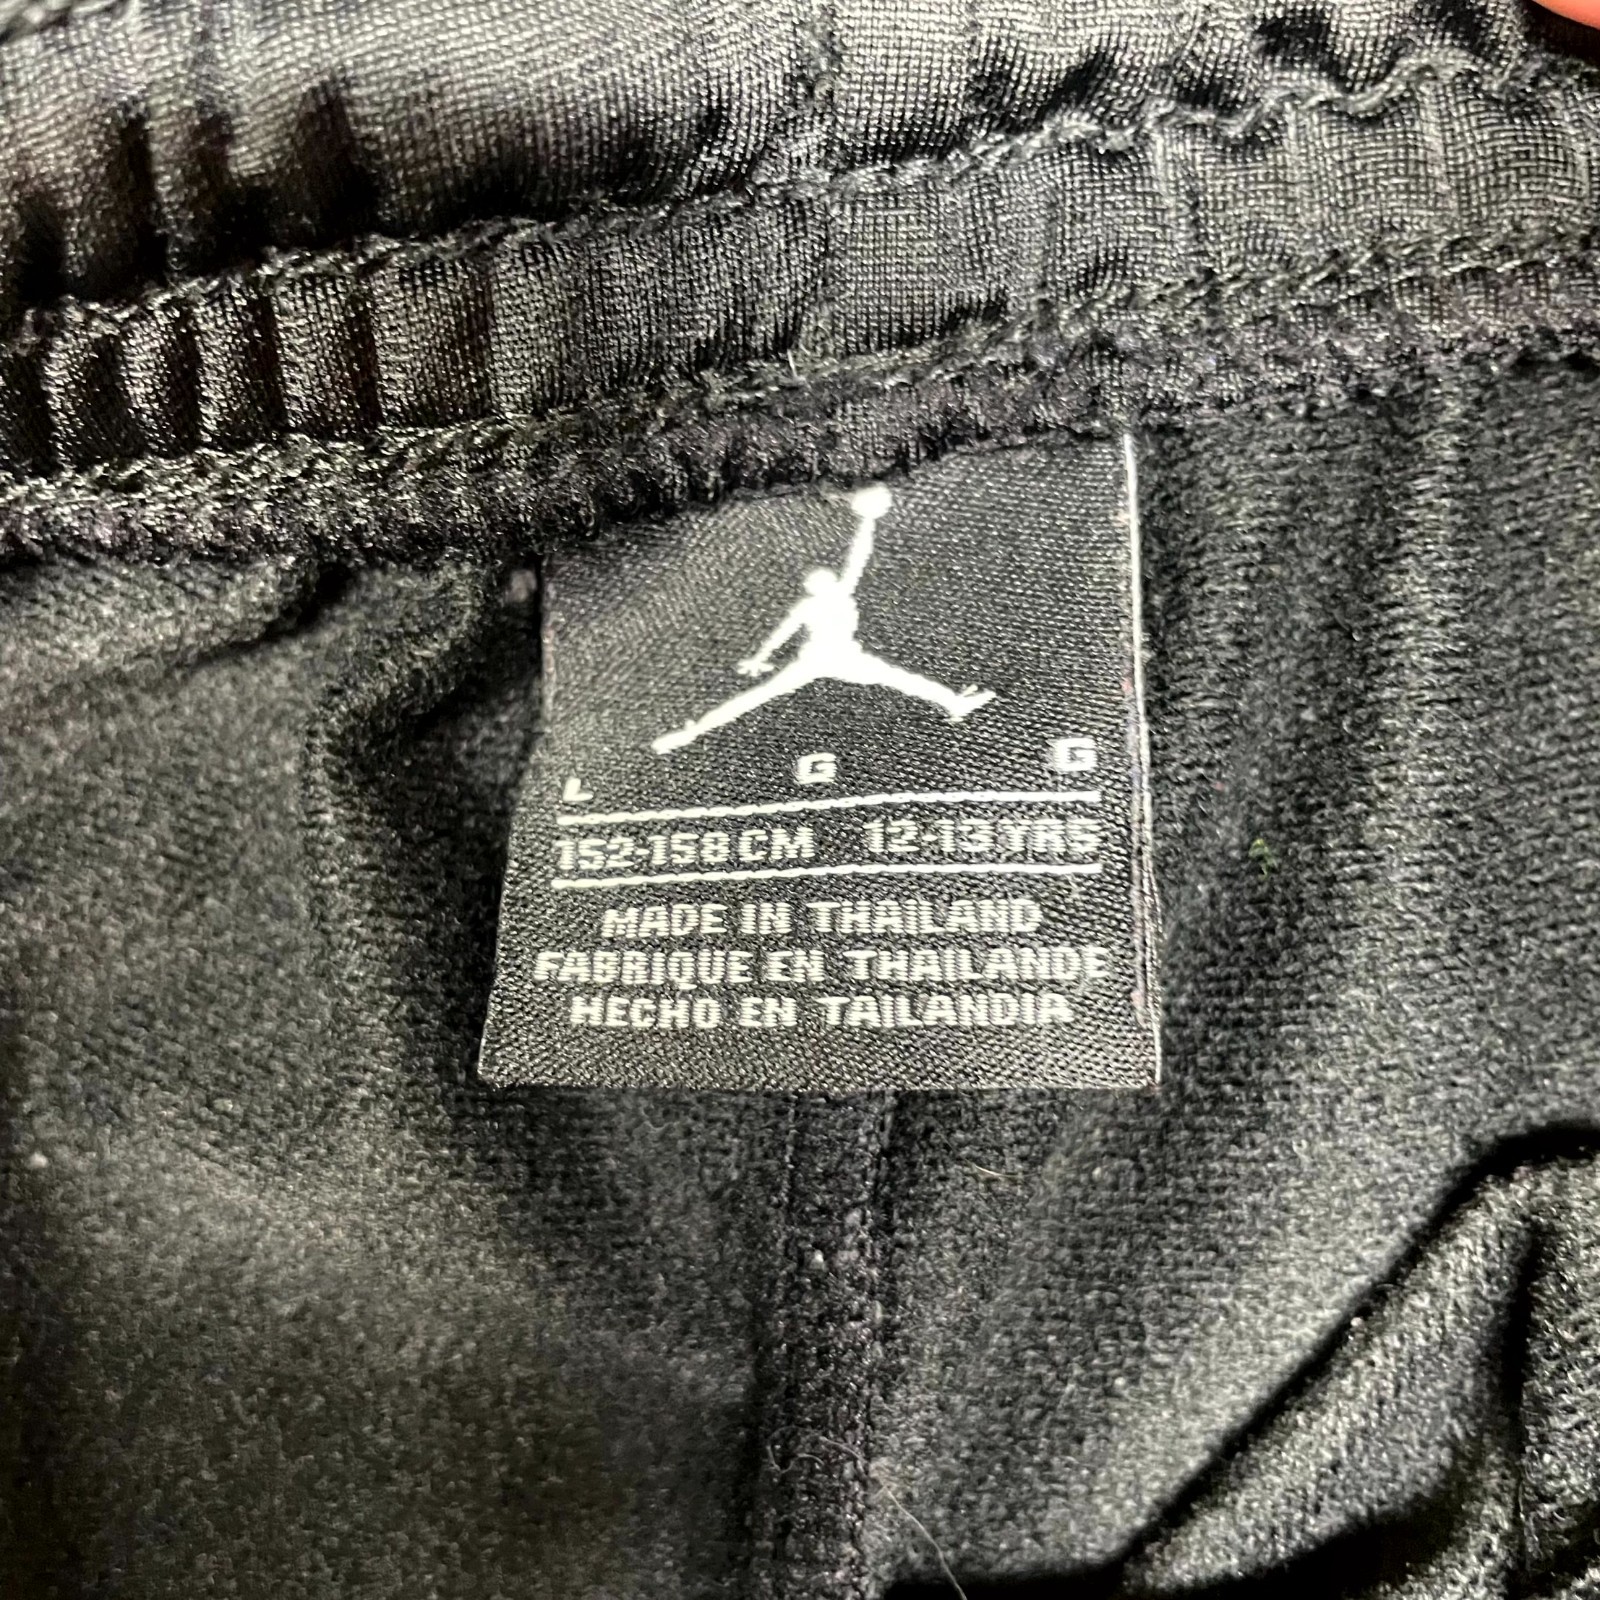 L G G
152-158 CM 12-13 YRS
MADE IN THAILAND
FABRIQUE EN THAILANDE
HECHO EN TAILANDIA